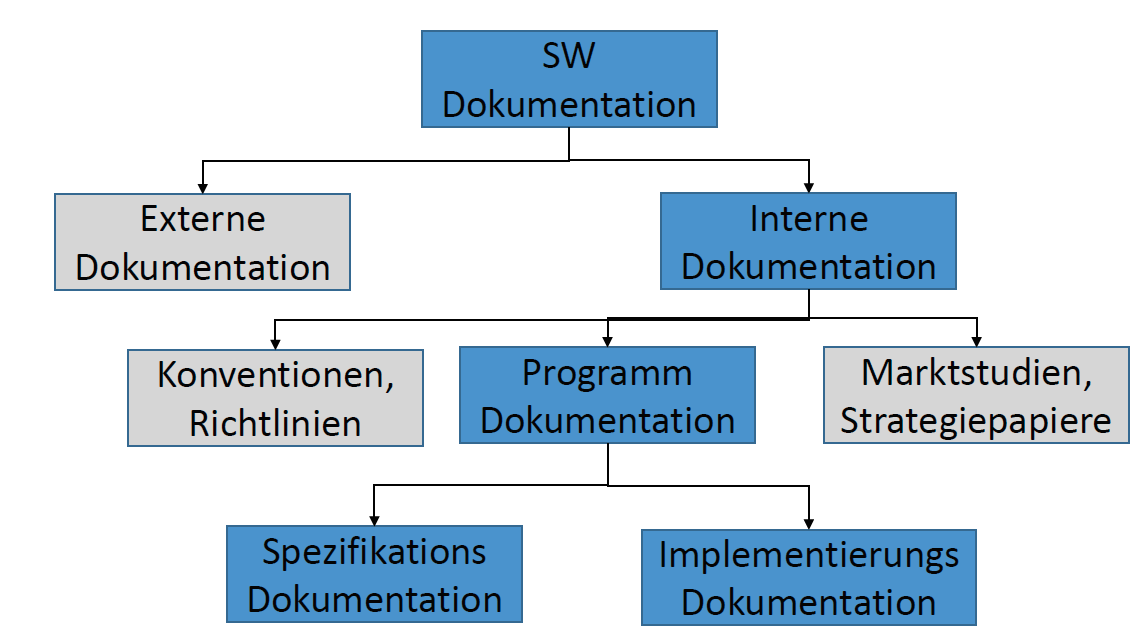 SW
Dokumentation
Externe
Dokumentation
Interne
Dokumentation
Konventionen,
Richtlinien
Programm
Dokumentation
Marktstudien,
Strategiepapiere
Spezifikations
Dokumentation
Implementierungs
Dokumentation